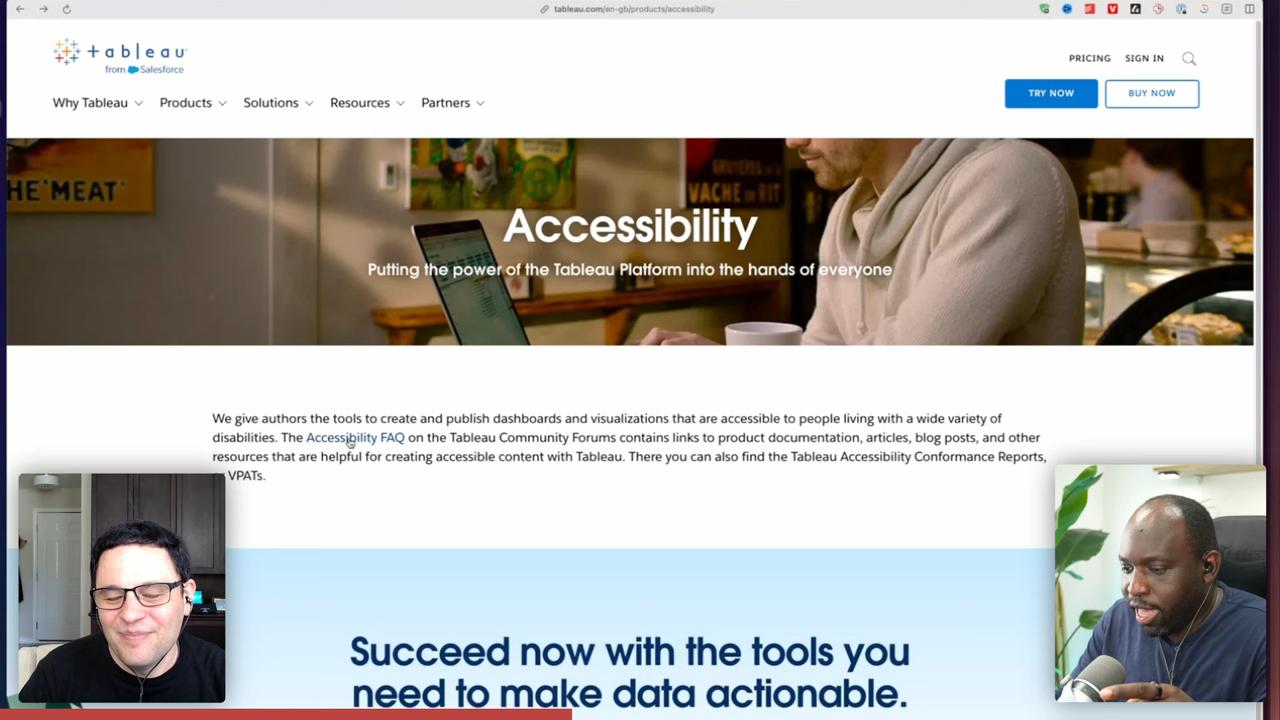 tableau.com/en-gb/products/accessibility
+ableau
from Salesforce
PRICING SIGN IN
Why Tableau Products Solutions Resources Partners
TRY NOW BUY NOW
HE 'MEAT'
GRUYERES EN
VACHE DU RIT
Accessibility
Putting the power of the Tableau Platform into the hands of everyone
We give authors the tools to create and publish dashboards and visualizations that are accessible to people living with a wide variety of
disabilities. The Accessibility FAQ on the Tableau Community Forums contains links to product documentation, articles, blog posts, and other
resources that are helpful for creating accessible content with Tableau. There you can also find the Tableau Accessibility Conformance Reports,
VPATs.
Succeed now with the tools you
need to make data actionable.